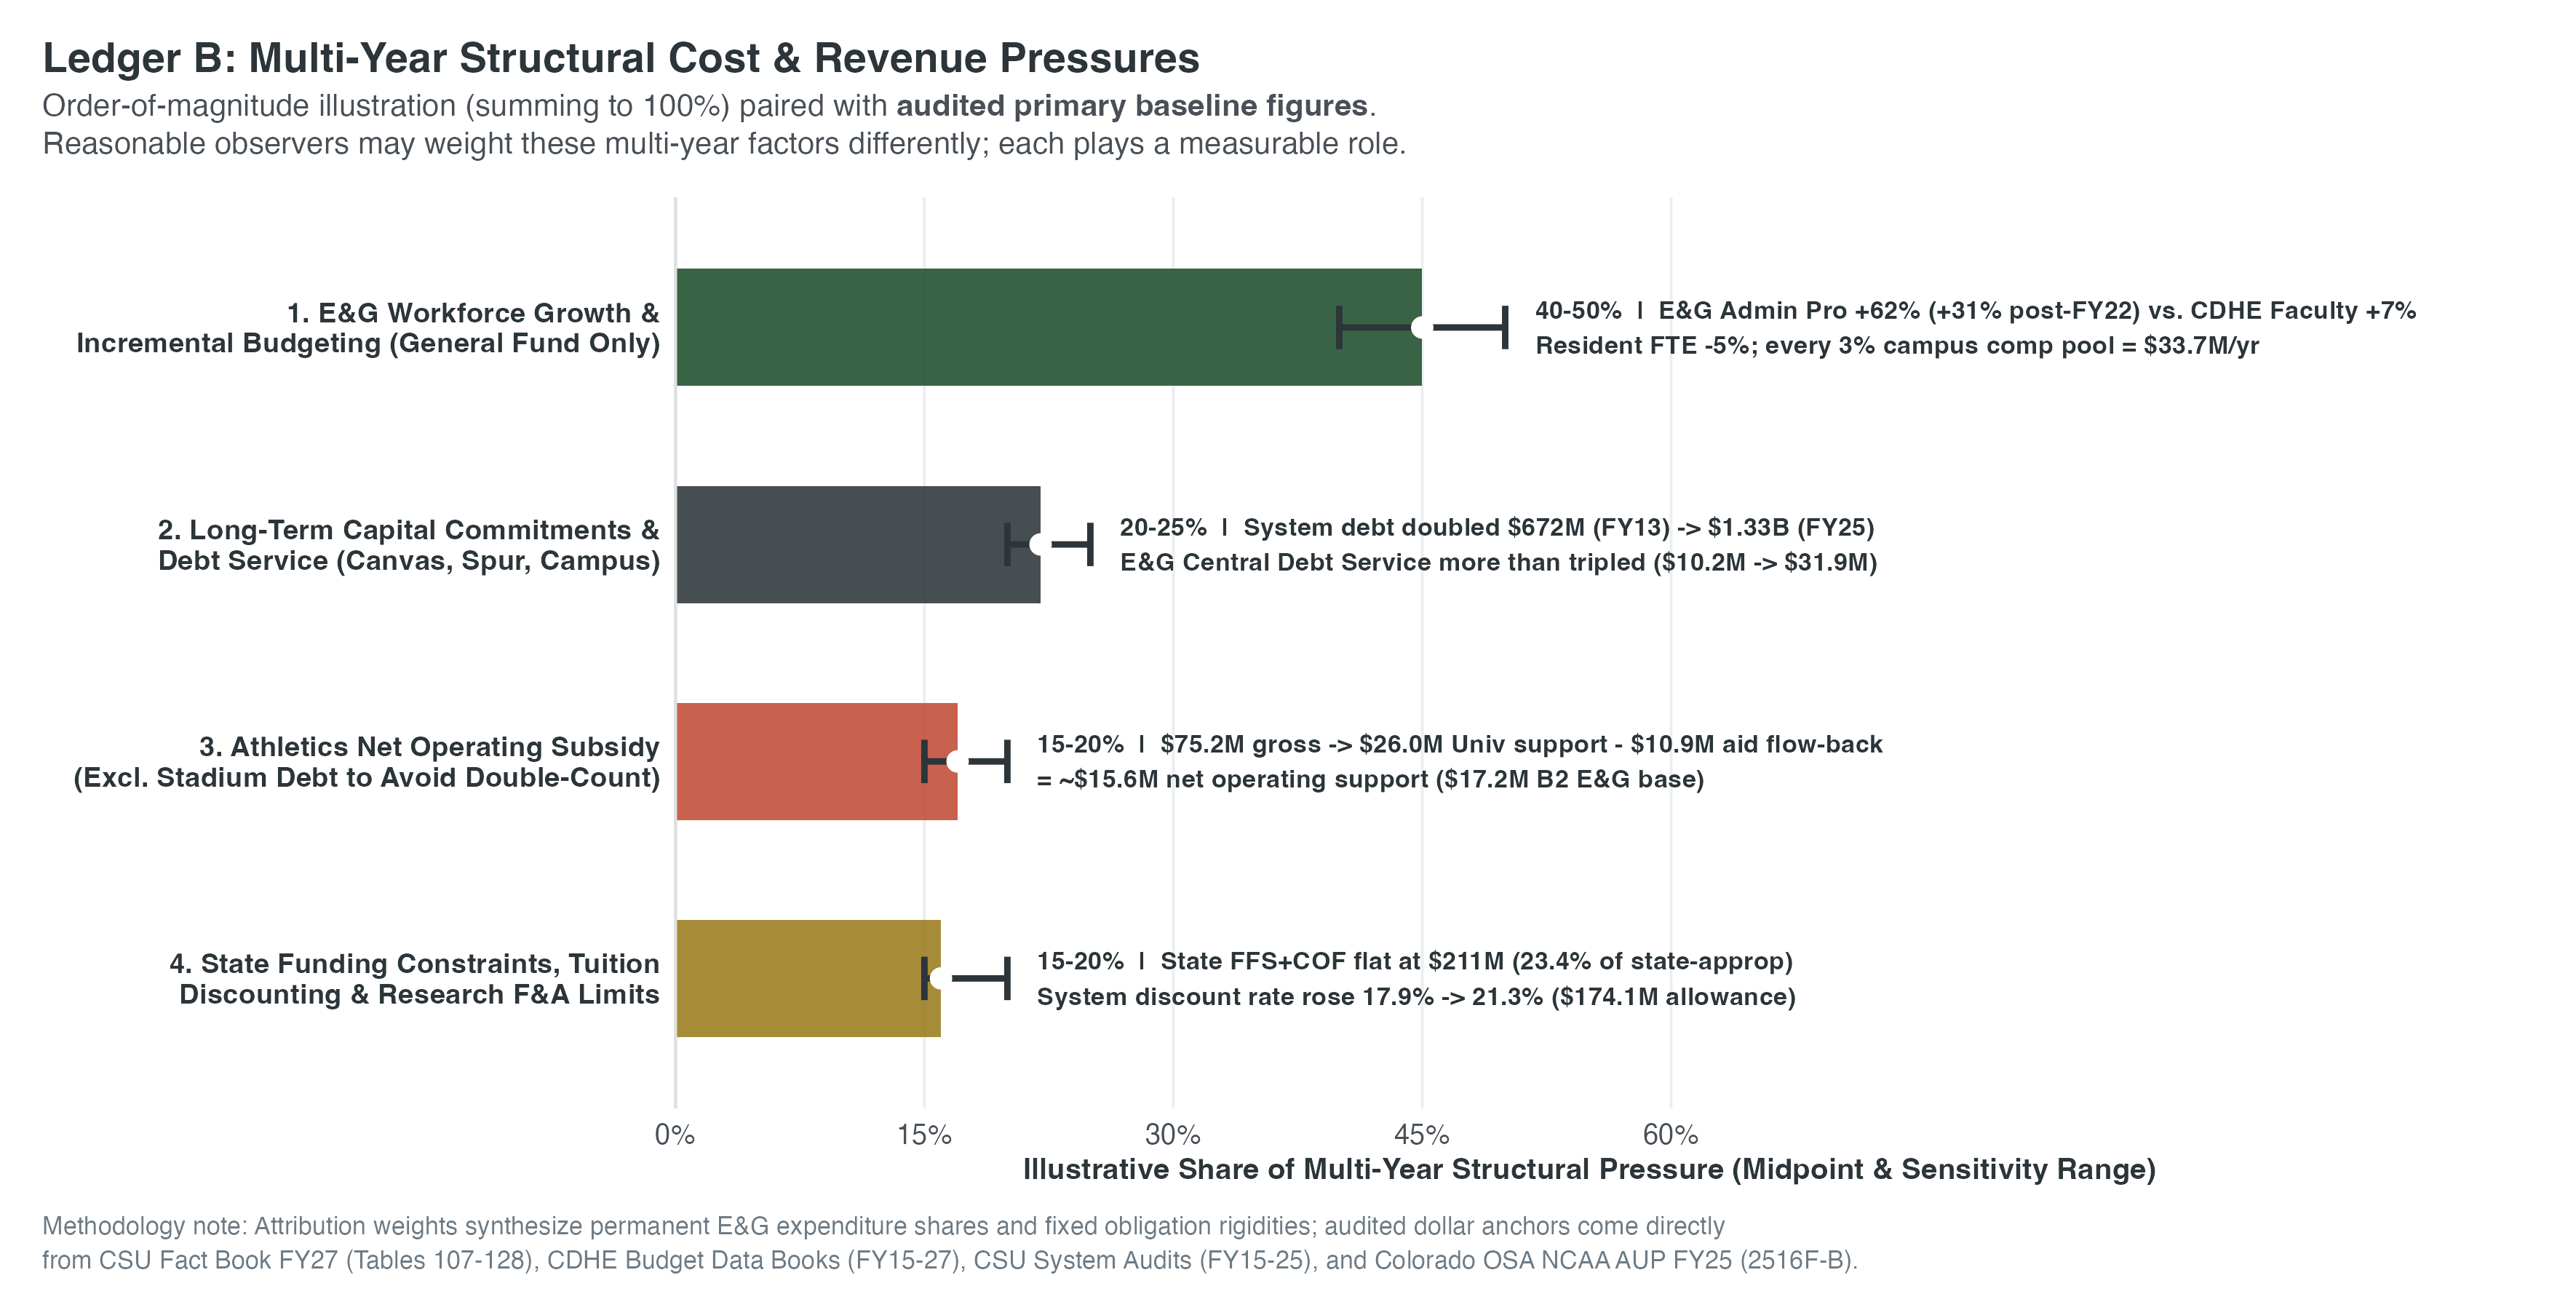 Ledger B: Multi-Year Structural Cost & Revenue Pressures
Order-of-magnitude illustration (summing to 100%) paired with audited primary baseline figures.
Reasonable observers may weight these multi-year factors differently; each plays a measurable role.
1. E&G Workforce Growth &
Incremental Budgeting (General Fund Only)
40-50% | E&G Admin Pro +62% (+31% post-FY22) vs. CDHE Faculty +7%
Resident FTE -5%; every 3% campus comp pool = $33.7M/yr
2. Long-Term Capital Commitments &
Debt Service (Canvas, Spur, Campus)
20-25% | System debt doubled $672M (FY13) -> $1.33B (FY25)
E&G Central Debt Service more than tripled ($10.2M -> $31.9M)
3. Athletics Net Operating Subsidy
(Excl. Stadium Debt to Avoid Double-Count)
15-20% | $75.2M gross -> $26.0M Univ support - $10.9M aid flow-back
= ~$15.6M net operating support ($17.2M B2 E&G base)
4. State Funding Constraints, Tuition
Discounting & Research F&A Limits
15-20% | State FFS+COF flat at $211M (23.4% of state-approp)
System discount rate rose 17.9% -> 21.3% ($174.1M allowance)
0% 15% 30% 45% 60%
Illustrative Share of Multi-Year Structural Pressure (Midpoint & Sensitivity Range)
Methodology note: Attribution weights synthesize permanent E&G expenditure shares and fixed obligation rigidities; audited dollar anchors come directly
from CSU Fact Book FY27 (Tables 107-128), CDHE Budget Data Books (FY15-27), CSU System Audits (FY15-25), and Colorado OSA NCAA AUP FY25 (2516F-B).